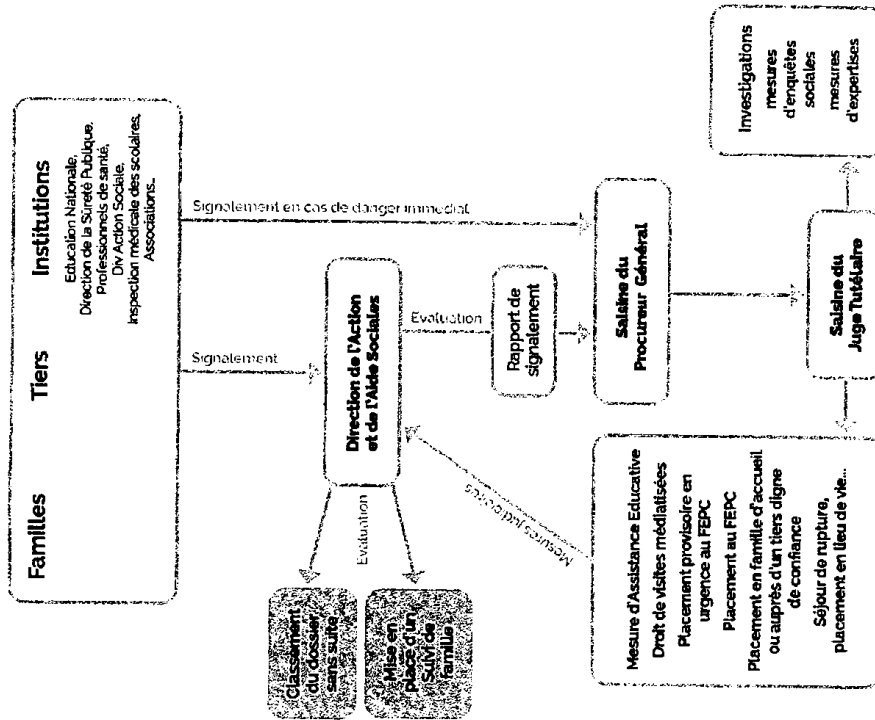 Familles
Tiers
Institutions
Education Nationale,
Direction de la Sûreté Publique,
Professionnels de santé,
Div Action Sociale,
Inspection médicale des scolaires,
Associations...
Signalement
Signalement en cas de danger immédiat
Direction de l'Action
et de l'Aide Sociales
Evaluation
Classement
du dossier
sans suite
Mise en
place d'un
Suivi de
famille
Evaluation
Rapport de
signalement
Saisine du
Procureur Général
Mesures judiciaires
Saisine du
Juge Tutélaire
Mesure d'Assistance Educative
Droit de visites médiatisées
Placement provisoire en
urgence au FEPC
Placement au FEPC
Placement en famille d'accueil
ou auprès d'un tiers digne
de confiance
Séjour de rupture,
placement en lieu de vie...
Investigations
mesures
d'enquêtes
sociales
mesures
d'expertises